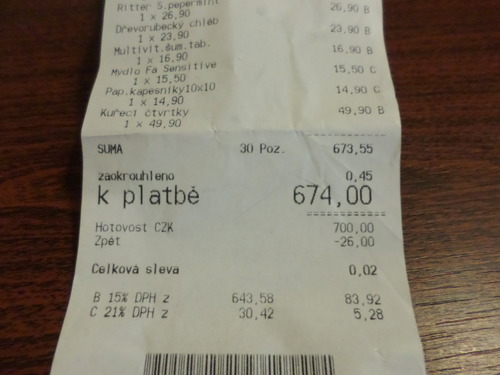 Ritter S.pepermint 26,90 B
1 x 26,90
Dřevorubecký chléb 23,90 B
1 x 23,90
Multivit.šum.tab. 16,90 B
1 x 16,90
Mýdlo Fa Sensitive 15,50 C
1 x 15,50
Pap.kapesníky10x10 14,90 C
1 x 14,90
Kuřecí čtvrtky 49,90 B
1 x 49,90
SUMA 30 Poz. 673,55
zaokrouhleno 0,45
k platbě 674,00
Hotovost CZK 700,00
Zpět -26,00
Celková sleva 0,02
B 15% DPH z 643,58 83,92
C 21% DPH z 30,42 5,28